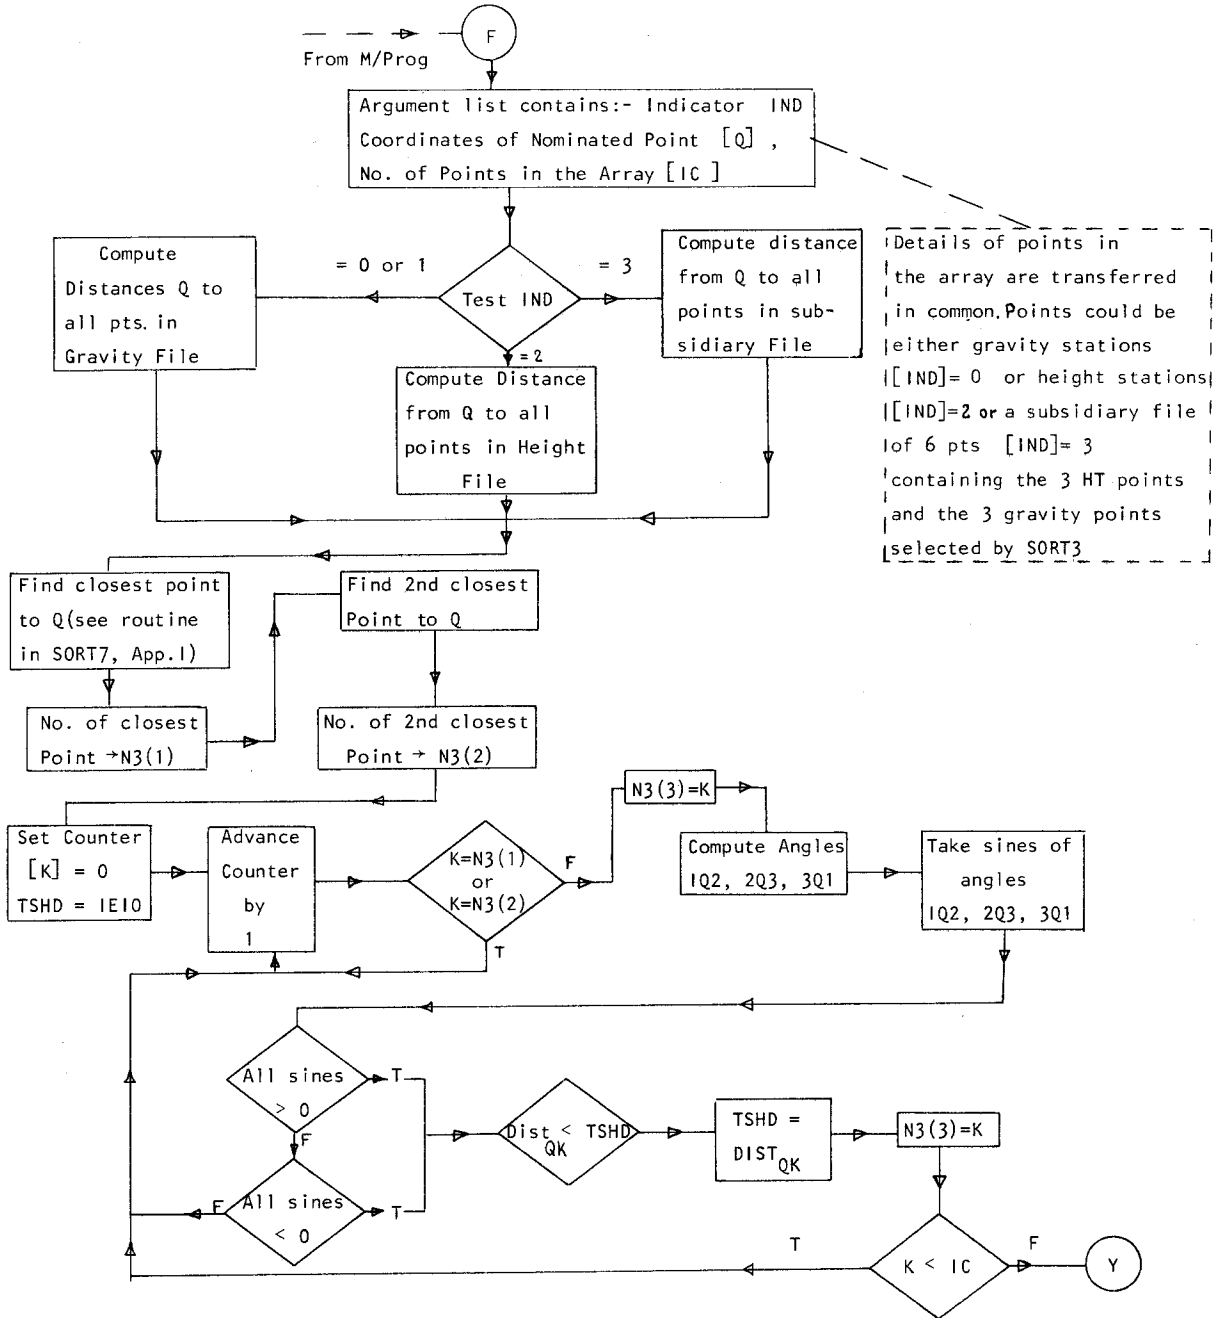 F
From M/Prog
Argument list contains:- Indicator IND
Coordinates of Nominated Point [Q] ,
No. of Points in the Array [IC ]
Compute
Distances Q to
all pts. in
Gravity File
= 0 or 1
Test IND
= 3
= 2
Compute distance
from Q to all
points in sub-
sidiary File
Compute Distance
from Q to all
points in Height
File
Details of points in
the array are transferred
in common.Points could be
either gravity stations
[IND]= 0 or height stations
[IND]=2 or a subsidiary file
of 6 pts [IND]= 3
containing the 3 HT points
and the 3 gravity points
selected by SORT3
Find closest point
to Q(see routine
in SORT7, App.I)
Find 2nd closest
Point to Q
No. of closest
Point →N3(1)
No. of 2nd closest
Point → N3(2)
Set Counter
[K] = 0
TSHD = 1E10
Advance
Counter
by
1
K=N3(1)
or
K=N3(2)
F
T
N3(3)=K
Compute Angles
1Q2, 2Q3, 3Q1
Take sines of
angles
1Q2, 2Q3, 3Q1
All sines
> 0
T
F
All sines
< 0
F
T
Dist < TSHD
QK
TSHD =
DIST QK
N3(3)=K
K < IC
T
F
Y